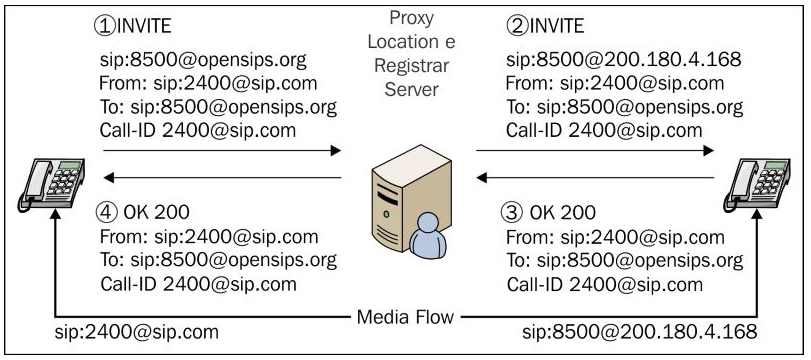 ①INVITE
sip:8500@opensips.org
From: sip:2400@sip.com
To: sip:8500@opensips.org
Call-ID 2400@sip.com
Proxy
Location e
Registrar
Server
②INVITE
sip:8500@200.180.4.168
From: sip:2400@sip.com
To: sip:8500@opensips.org
Call-ID 2400@sip.com
④ OK 200
From: sip:2400@sip.com
To: sip:8500@opensips.org
Call-ID 2400@sip.com
③ OK 200
From: sip:2400@sip.com
To: sip:8500@opensips.org
Call-ID 2400@sip.com
Media Flow
sip:2400@sip.com
sip:8500@200.180.4.168